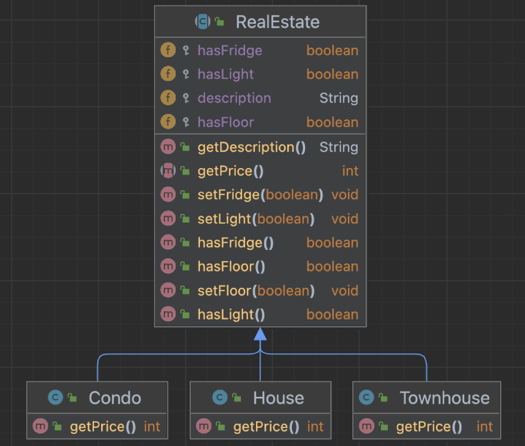 RealEstate
hasFridge boolean
hasLight boolean
description String
hasFloor boolean
getDescription() String
getPrice() int
setFridge(boolean) void
setLight(boolean) void
hasFridge() boolean
hasFloor() boolean
setFloor(boolean) void
hasLight() boolean
Condo
getPrice() int
House
getPrice() int
Townhouse
getPrice() int